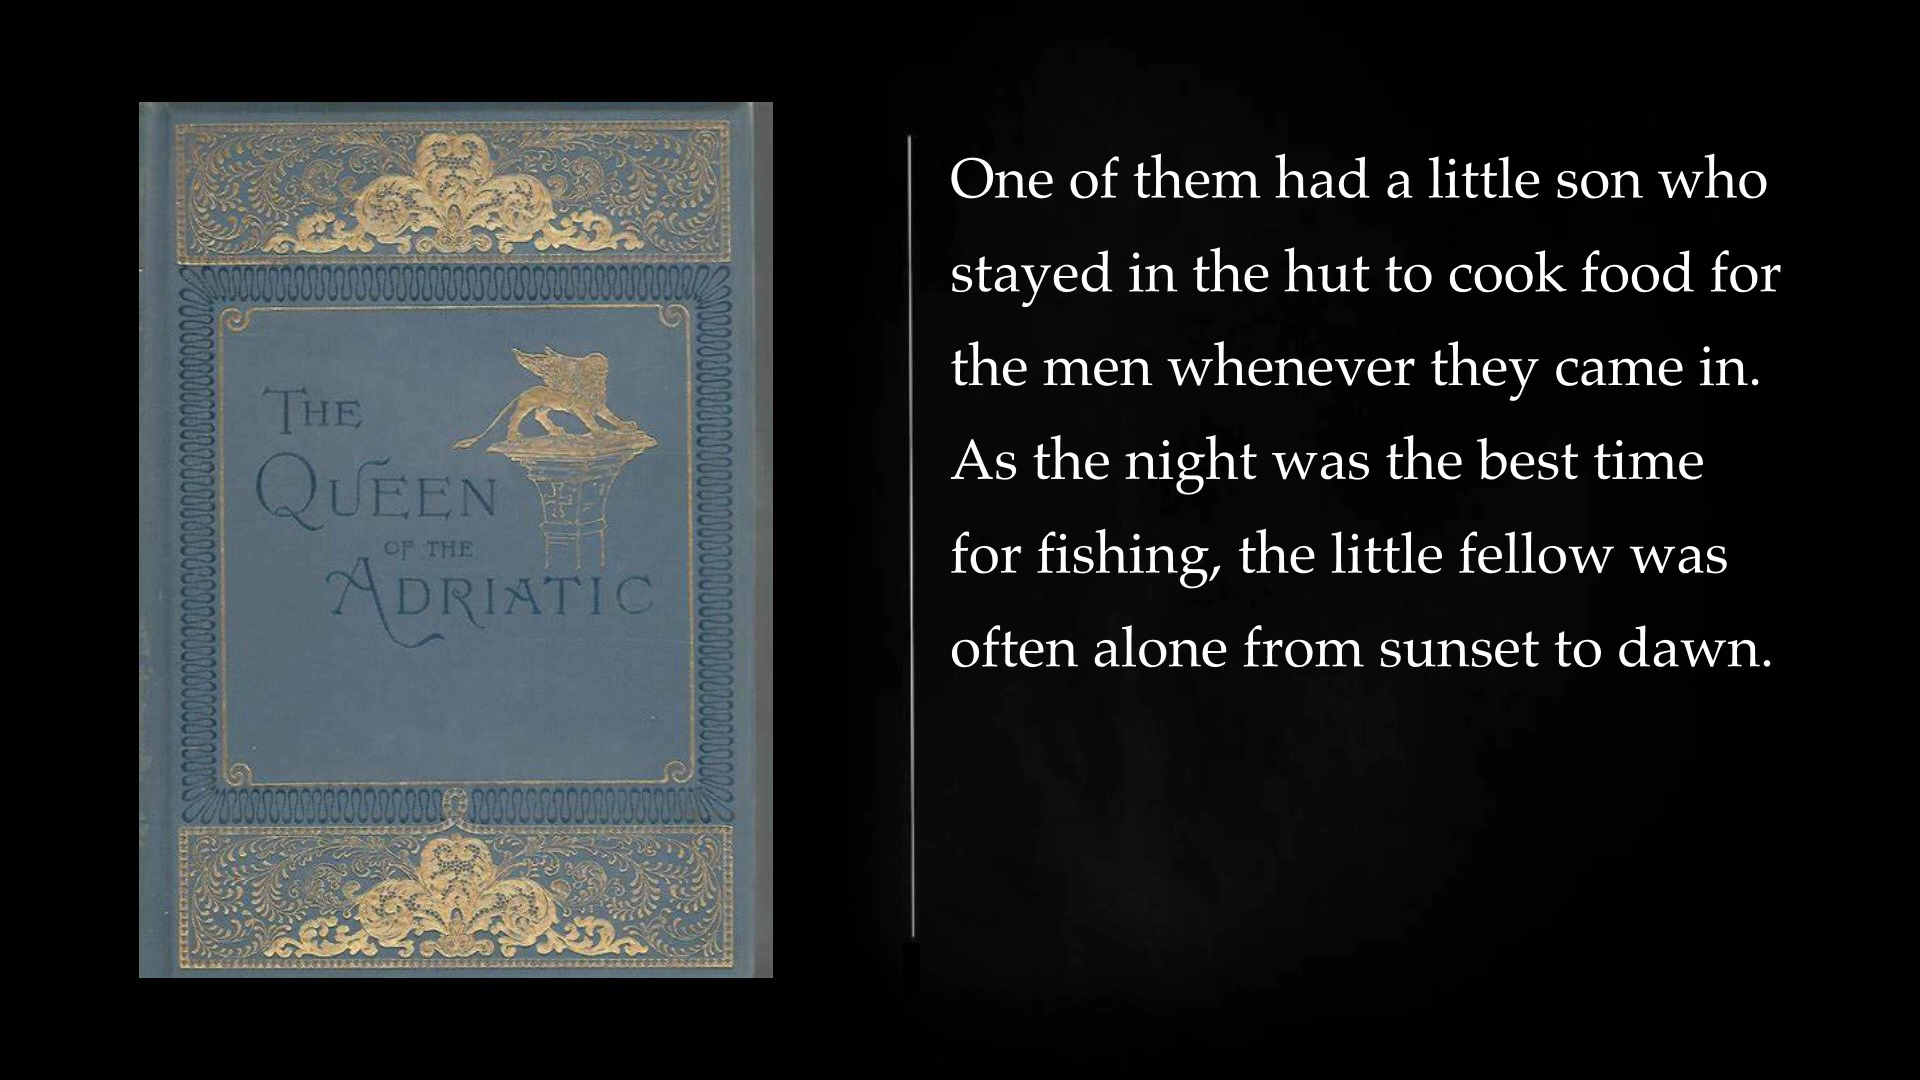 The
Queen
of the
Adriatic
One of them had a little son who
stayed in the hut to cook food for
the men whenever they came in.
As the night was the best time
for fishing, the little fellow was
often alone from sunset to dawn.